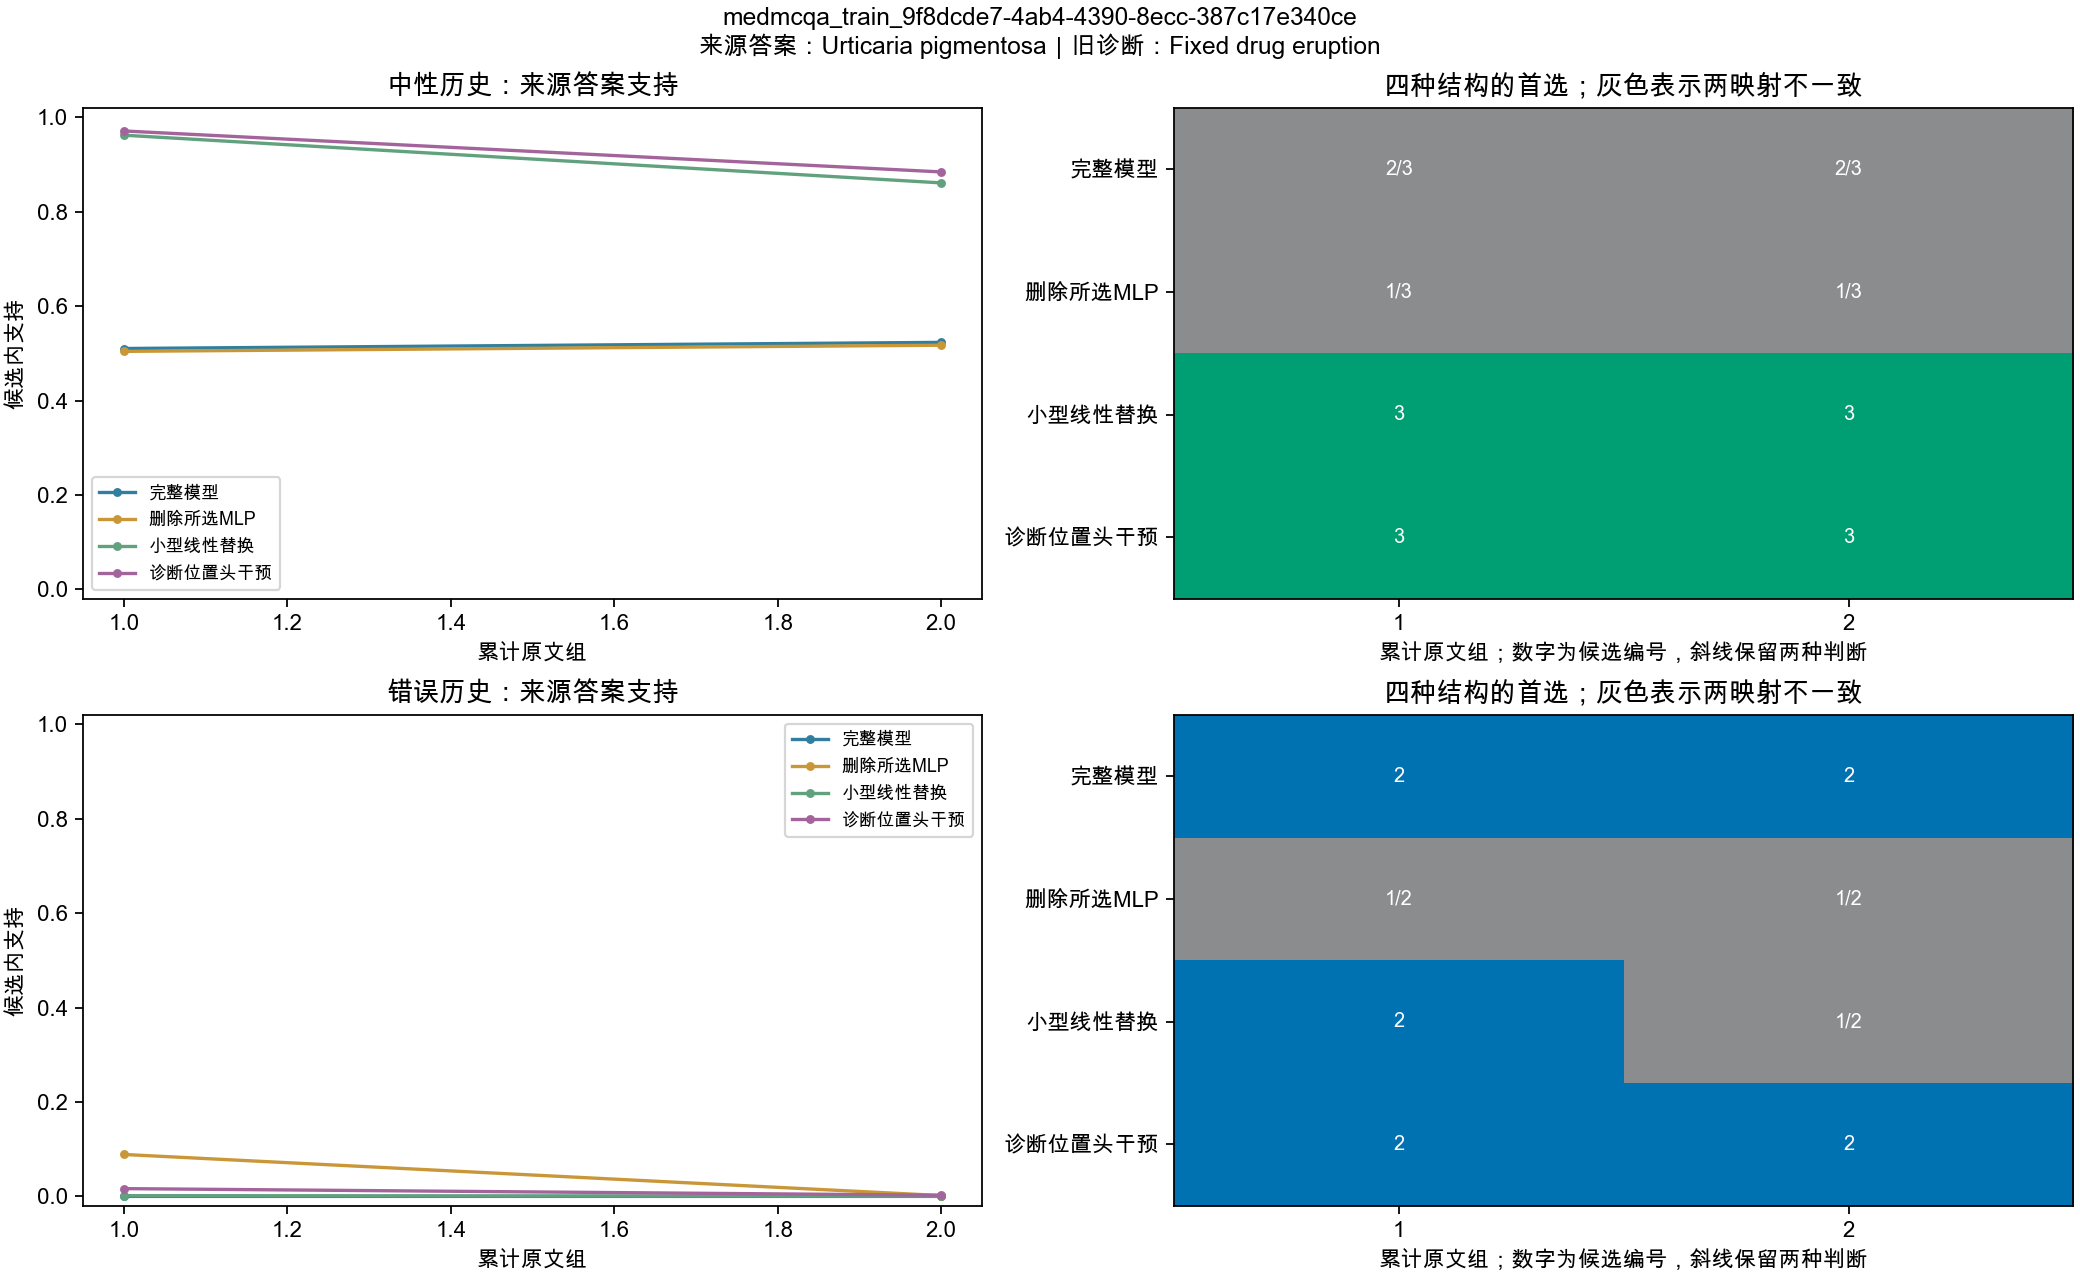 medmcqa_train_9f8dcde7-4ab4-4390-8ecc-387c17e340ce
来源答案：Urticaria pigmentosa | 旧诊断：Fixed drug eruption
中性历史：来源答案支持
候选内支持
1.0
0.8
0.6
0.4
0.2
0.0
完整模型
删除所选MLP
小型线性替换
诊断位置头干预
1.0 1.2 1.4 1.6 1.8 2.0
累计原文组
四种结构的首选；灰色表示两映射不一致
完整模型 2/3 2/3
删除所选MLP 1/3 1/3
小型线性替换 3 3
诊断位置头干预 3 3
1 2
累计原文组；数字为候选编号，斜线保留两种判断
错误历史：来源答案支持
候选内支持
1.0
0.8
0.6
0.4
0.2
0.0
完整模型
删除所选MLP
小型线性替换
诊断位置头干预
1.0 1.2 1.4 1.6 1.8 2.0
累计原文组
四种结构的首选；灰色表示两映射不一致
完整模型 2 2
删除所选MLP 1/2 1/2
小型线性替换 2 1/2
诊断位置头干预 2 2
1 2
累计原文组；数字为候选编号，斜线保留两种判断